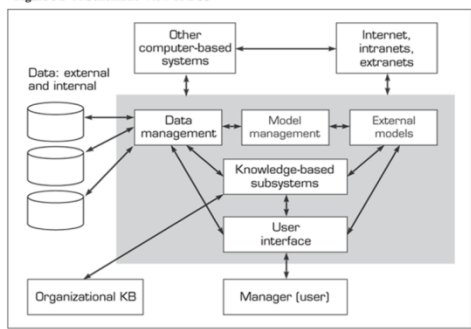 Other
computer-based
systems
Internet,
intranets,
extranets
Data: external
and internal
Data
management
Model
management
External
models
Knowledge-based
subsystems
User
interface
Organizational KB
Manager (user)